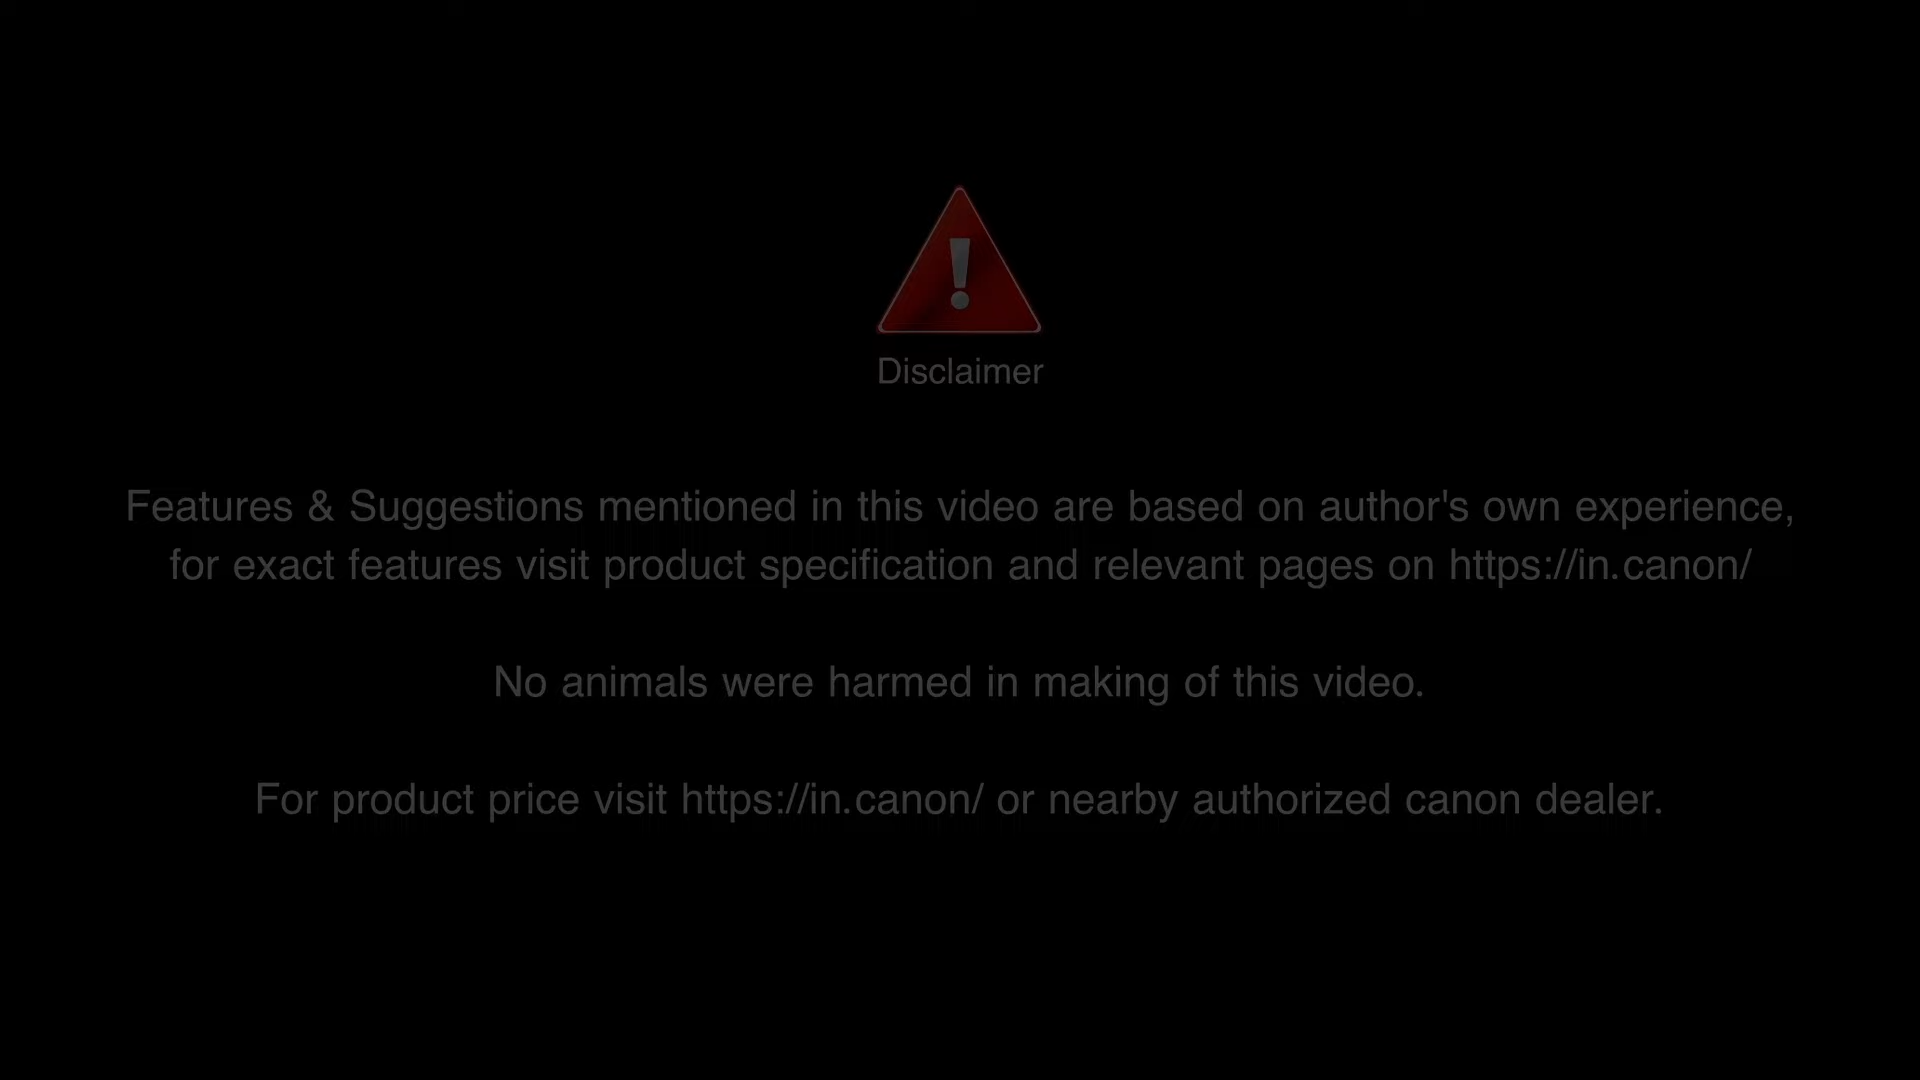 Disclaimer
Features & Suggestions mentioned in this video are based on author's own experience,
for exact features visit product specification and relevant pages on https://in.canon/
No animals were harmed in making of this video.
For product price visit https://in.canon/ or nearby authorized canon dealer.